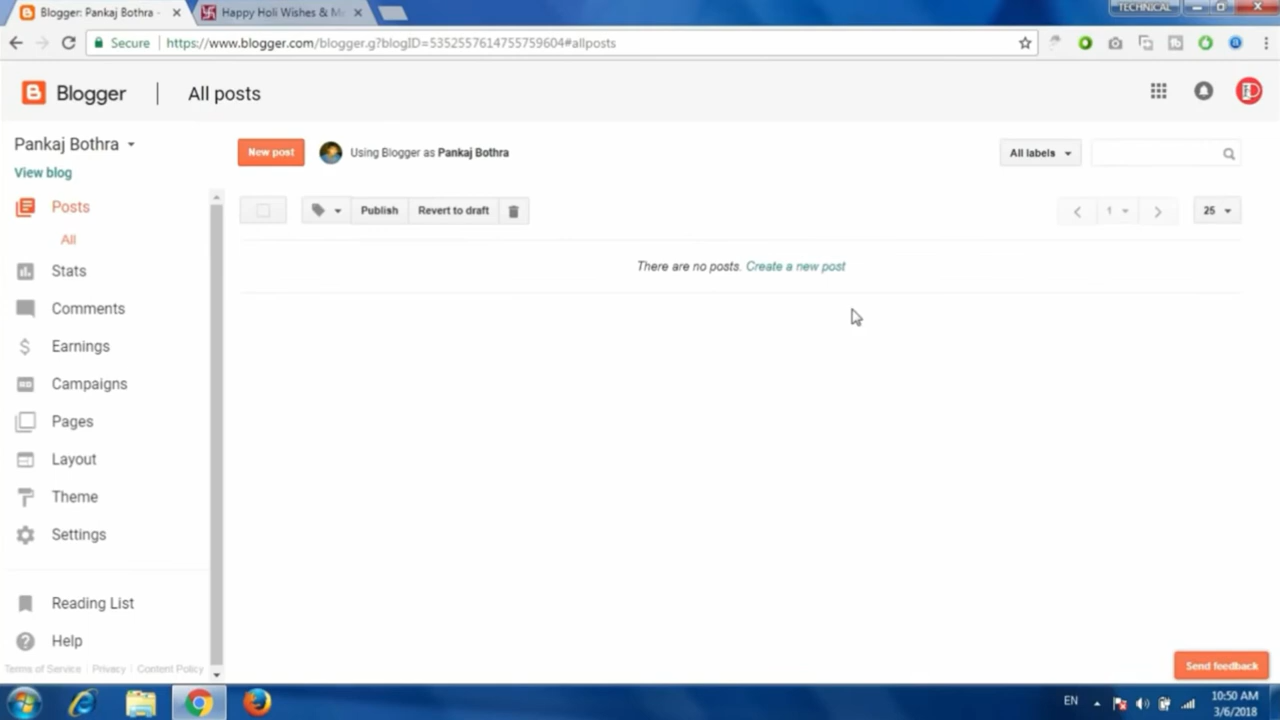 Blogger: Pankaj Bothra -
Happy Holi Wishes & M
TECHNICAL
Secure
https://www.blogger.com/blogger.g?blogID=5352557614755759604#allposts
Blogger
All posts
Pankaj Bothra
View blog
New post
Using Blogger as Pankaj Bothra
All labels
Posts
All
Publish
Revert to draft
1
25
There are no posts. Create a new post
Stats
Comments
Earnings
Campaigns
Pages
Layout
Theme
Settings
Reading List
Help
Terms of Service | Privacy | Content Policy
Send feedback
EN
10:50 AM
3/6/2018